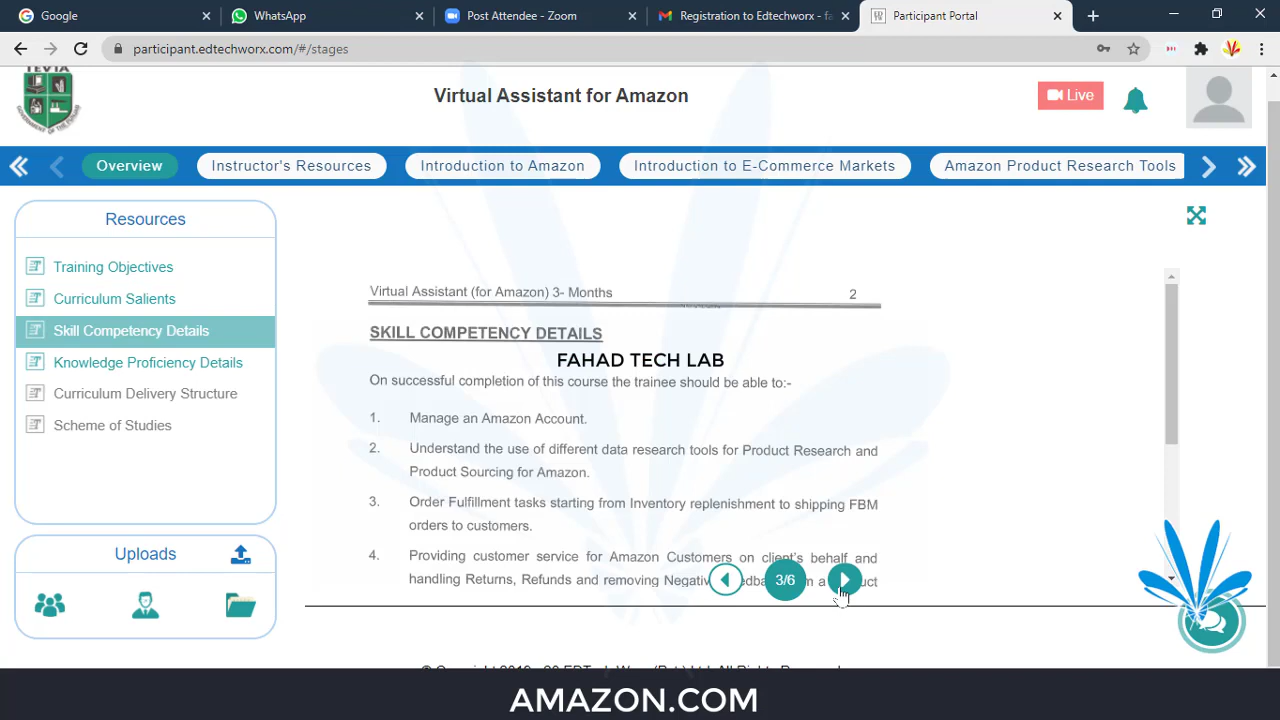 Google
WhatsApp
Post Attendee - Zoom
Registration to Edtechworx - fa
Participant Portal
participant.edtechworx.com/#/stages
TEVTA
Virtual Assistant for Amazon
Live
Overview
Instructor's Resources
Introduction to Amazon
Introduction to E-Commerce Markets
Amazon Product Research Tools
Resources
Training Objectives
Curriculum Salients
Skill Competency Details
Knowledge Proficiency Details
Curriculum Delivery Structure
Scheme of Studies
Uploads
Virtual Assistant (for Amazon) 3- Months 2
SKILL COMPETENCY DETAILS
FAHAD TECH LAB
On successful completion of this course the trainee should be able to:-
1. Manage an Amazon Account.
2. Understand the use of different data research tools for Product Research and
Product Sourcing for Amazon.
3. Order Fulfillment tasks starting from Inventory replenishment to shipping FBM
orders to customers.
4. Providing customer service for Amazon Customers on client's behalf and
handling Returns, Refunds and removing Negative
3/6
AMAZON.COM